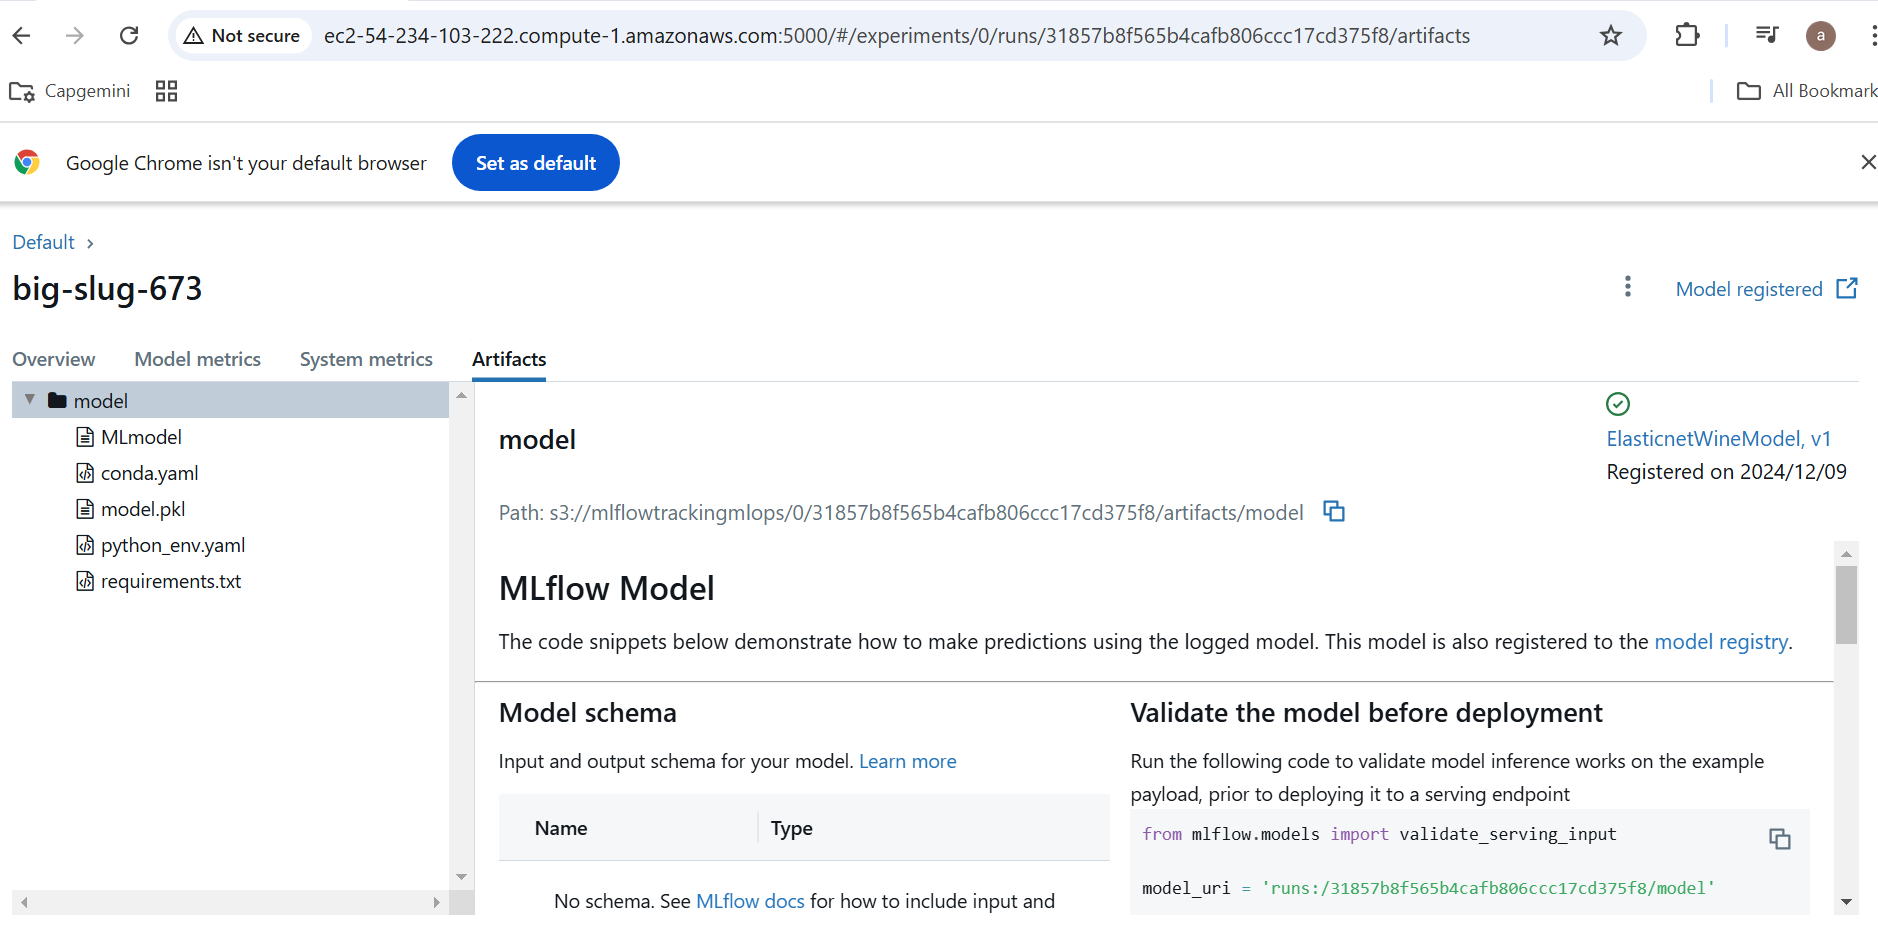 Not secure
ec2-54-234-103-222.compute-1.amazonaws.com:5000/#/experiments/0/runs/31857b8f565b4cafb806ccc17cd375f8/artifacts
a
Capgemini
All Bookmark
Google Chrome isn't your default browser
Set as default
Default
big-slug-673
Model registered
Overview
Model metrics
System metrics
Artifacts
model
MLmodel
conda.yaml
model.pkl
python_env.yaml
requirements.txt
model
ElasticnetWineModel, v1
Registered on 2024/12/09
Path: s3://mlflowtrackingmlops/0/31857b8f565b4cafb806ccc17cd375f8/artifacts/model
MLflow Model
The code snippets below demonstrate how to make predictions using the logged model. This model is also registered to the model registry.
Model schema
Input and output schema for your model. Learn more
Name
Type
No schema. See MLflow docs for how to include input and
Validate the model before deployment
Run the following code to validate model inference works on the example
payload, prior to deploying it to a serving endpoint
from mlflow.models import validate_serving_input
model_uri = 'runs:/31857b8f565b4cafb806ccc17cd375f8/model'